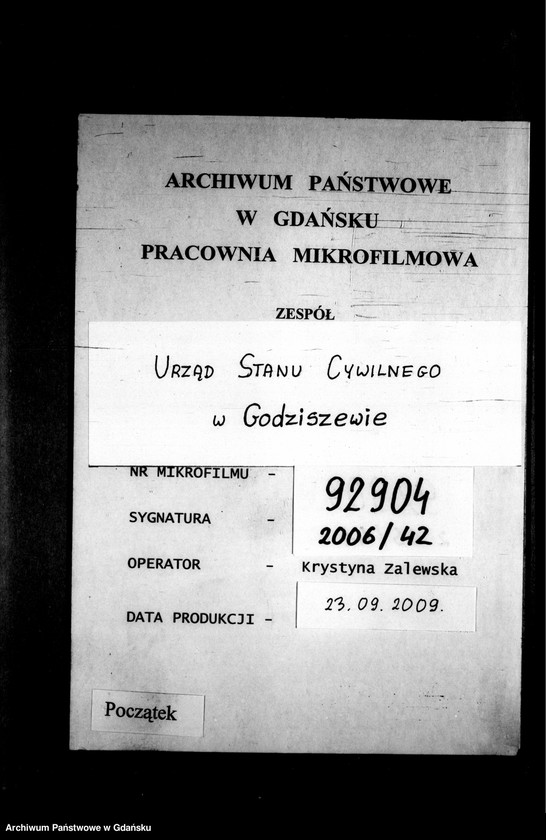 ARCHIWUM PAŃSTWOWE
W GDAŃSKU
PRACOWNIA MIKROFILMOWA
ZESPÓŁ
URZĄD STANU CYWILNEGO
w Godziszewie
NR MIKROFILMU - 92904
SYGNATURA - 2006/42
OPERATOR - Krystyna Zalewska
DATA PRODUKCJI - 23.09.2009.
Początek
Archiwum Państwowe w Gdańsku